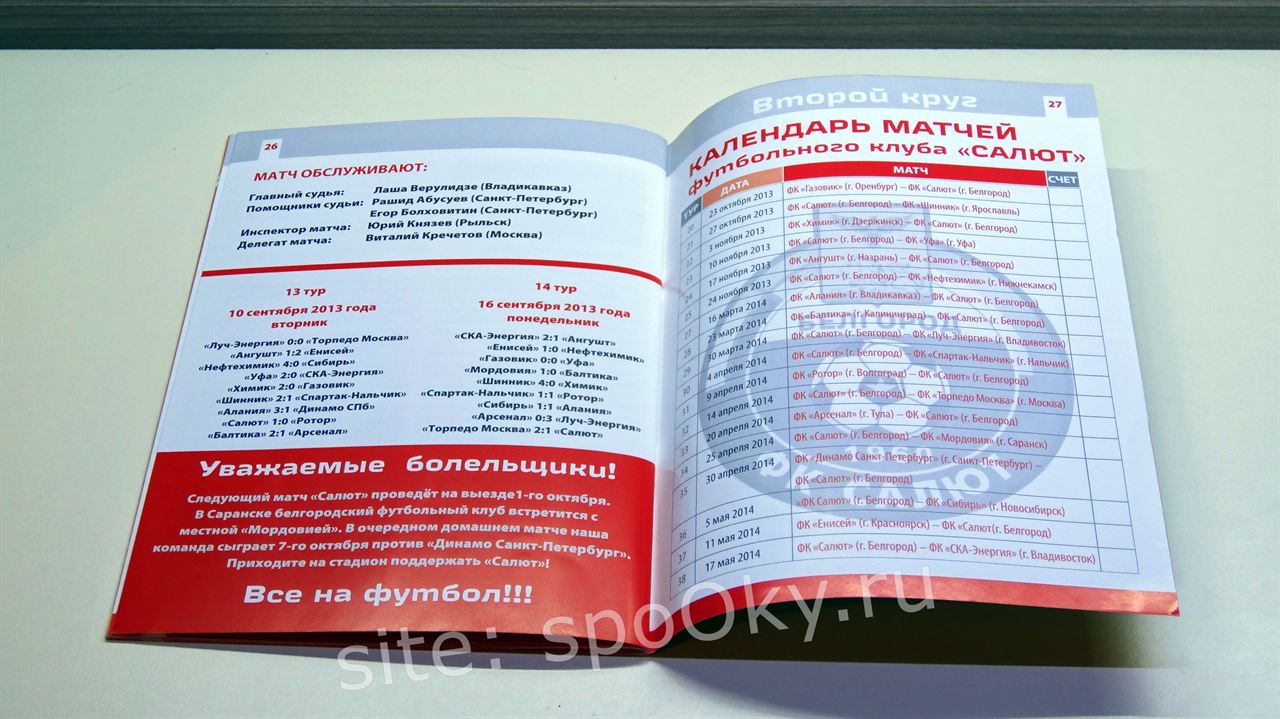 26
МАТЧ ОБСЛУЖИВАЮТ:
Главный судья: Лаша Верулидзе (Владикавказ)
Помощники судьи: Рашид Абусуев (Санкт-Петербург)
Егор Болховитин (Санкт-Петербург)
Инспектор матча: Юрий Князев (Рыльск)
Делегат матча: Виталий Кречетов (Москва)
13 тур
10 сентября 2013 года
вторник
«Луч-Энергия» 0:0 «Торпедо Москва»
«Ангушт» 1:2 «Енисей»
«Нефтехимик» 4:0 «Сибирь»
«Уфа» 2:0 «СКА-Энергия»
«Химик» 2:0 «Газовик»
«Шинник» 2:1 «Спартак-Нальчик»
«Алания» 3:1 «Динамо СПб»
«Салют» 1:0 «Ротор»
«Балтика» 2:1 «Арсенал»
14 тур
16 сентября 2013 года
понедельник
«СКА-Энергия» 2:1 «Ангушт»
«Енисей» 1:0 «Нефтехимик»
«Газовик» 0:0 «Уфа»
«Мордовия» 1:0 «Балтика»
«Шинник» 4:0 «Химик»
«Спартак-Нальчик» 1:1 «Ротор»
«Сибирь» 1:1 «Алания»
«Арсенал» 0:3 «Луч-Энергия»
«Торпедо Москва» 2:1 «Салют»
Уважаемые болельщики!
Следующий матч «Салют» проведёт на выезде1-го октября.
В Саранске белгородский футбольный клуб встретится с
местной «Мордовией». В очередном домашнем матче наша
команда сыграет 7-го октября против «Динамо Санкт-Петербург».
Приходите на стадион поддержать «Салют»!
Все на футбол!!!
Второй круг
27
КАЛЕНДАРЬ МАТЧЕЙ
футбольного клуба «САЛЮТ»
ТУР ДАТА МАТЧ СЧЕТ
23 октября 2013 ФК «Газовик» (г. Оренбург) – ФК «Салют» (г. Белгород)
27 октября 2013 ФК «Салют» (г. Белгород) – ФК «Шинник» (г. Ярославль)
3 ноября 2013 ФК «Химик» (г. Дзержинск) – ФК «Салют» (г. Белгород)
10 ноября 2013 ФК «Салют» (г. Белгород) – ФК «Уфа» (г. Уфа)
17 ноября 2013 ФК «Ангушт» (г. Назрань) – ФК «Салют» (г. Белгород)
24 ноября 2013 ФК «Салют» (г. Белгород) – ФК «Нефтехимик» (г. Нижнекамск)
16 марта 2014 ФК «Алания» (г. Владикавказ) – ФК «Салют» (г. Белгород)
23 марта 2014 ФК «Балтика» (г. Калининград) – ФК «Салют» (г. Белгород)
30 марта 2014 ФК «Салют» (г. Белгород) – ФК «Луч-Энергия» (г. Владивосток)
4 апреля 2014 ФК «Салют» (г. Белгород) – ФК «Спартак-Нальчик» (г. Нальчик)
9 апреля 2014 ФК «Ротор» (г. Волгоград) – ФК «Салют» (г. Белгород)
14 апреля 2014 ФК «Салют» (г. Белгород) – ФК «Торпедо Москва» (г. Москва)
20 апреля 2014 ФК «Арсенал» (г. Тула) – ФК «Салют» (г. Белгород)
34 25 апреля 2014 ФК «Салют» (г. Белгород) – ФК «Мордовия» (г. Саранск)
35 30 апреля 2014 ФК «Динамо Санкт-Петербург» (г. Санкт-Петербург) –
ФК «Салют» (г. Белгород)
36 5 мая 2014 «ФК Салют» (г. Белгород) – ФК «Сибирь» (г. Новосибирск)
37 11 мая 2014 ФК «Енисей» (г. Красноярск) – ФК «Салют(г. Белгород)
38 17 мая 2014 ФК «Салют» (г. Белгород) – ФК «СКА-Энергия» (г. Владивосток)
БЕЛГОРОД
ФК САЛЮТ
site: spoOky.ru